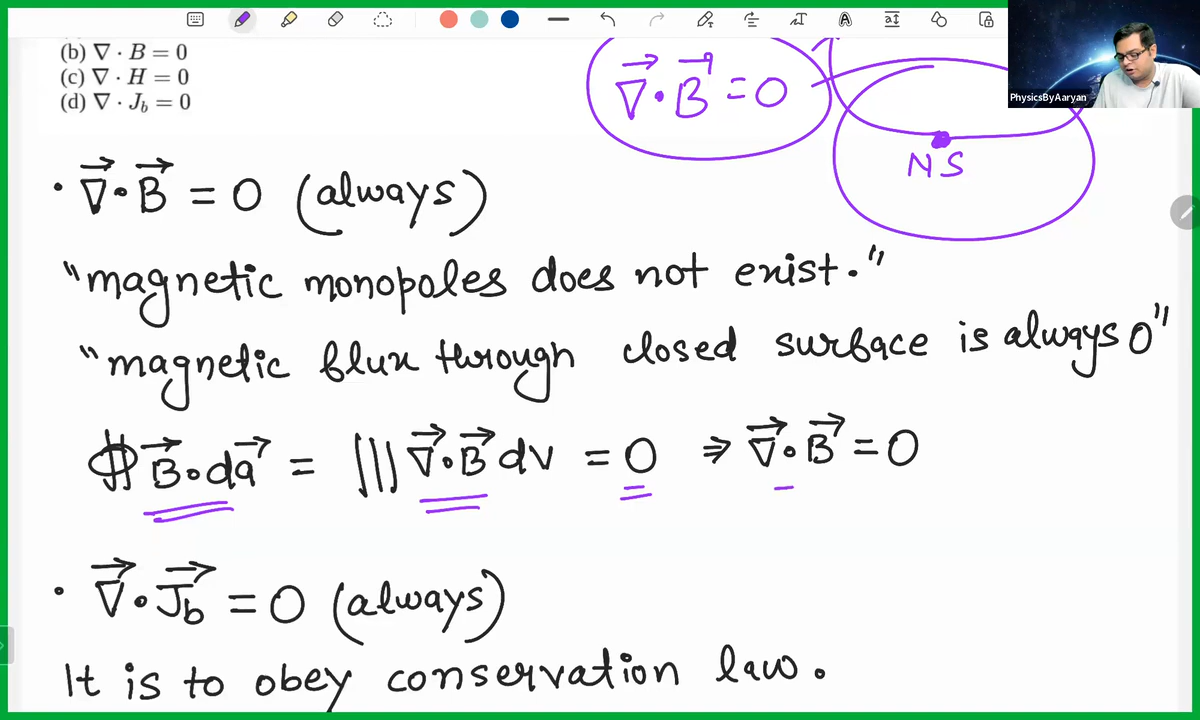 (b) ∇ · B = 0
(c) ∇ · H = 0
(d) ∇ · J_b = 0
∇⃗ · B⃗ = 0
PhysicsByAaryan
N S
· ∇⃗ · B⃗ = 0 (always)
"magnetic monopoles does not exist."
"magnetic flux through closed surface is always 0"
∯ B⃗ · da⃗ = ∭ ∇⃗ · B⃗ dv = 0 ⇒ ∇⃗ · B⃗ = 0
· ∇⃗ · J⃗_b = 0 (always)
It is to obey conservation law.